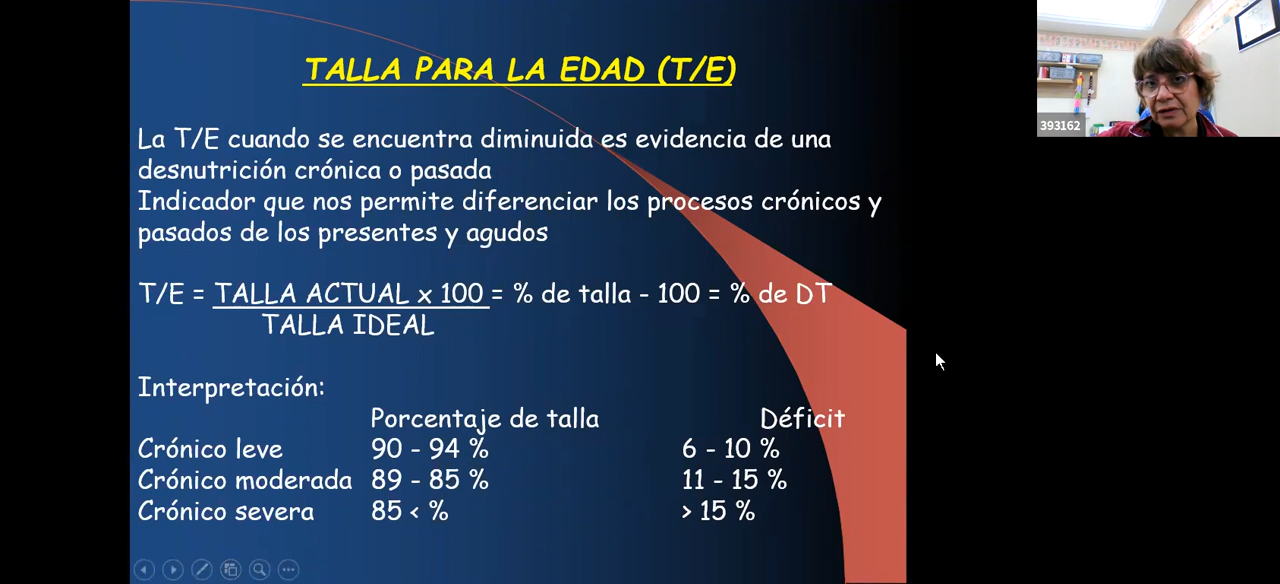 TALLA PARA LA EDAD (T/E)
La T/E cuando se encuentra diminuida es evidencia de una
desnutrición crónica o pasada
Indicador que nos permite diferenciar los procesos crónicos y
pasados de los presentes y agudos
T/E = TALLA ACTUAL x 100 = % de talla - 100 = % de DT
TALLA IDEAL
Interpretación:
Porcentaje de talla Déficit
Crónico leve 90 - 94 % 6 - 10 %
Crónico moderada 89 - 85 % 11 - 15 %
Crónico severa 85 < % > 15 %
393162